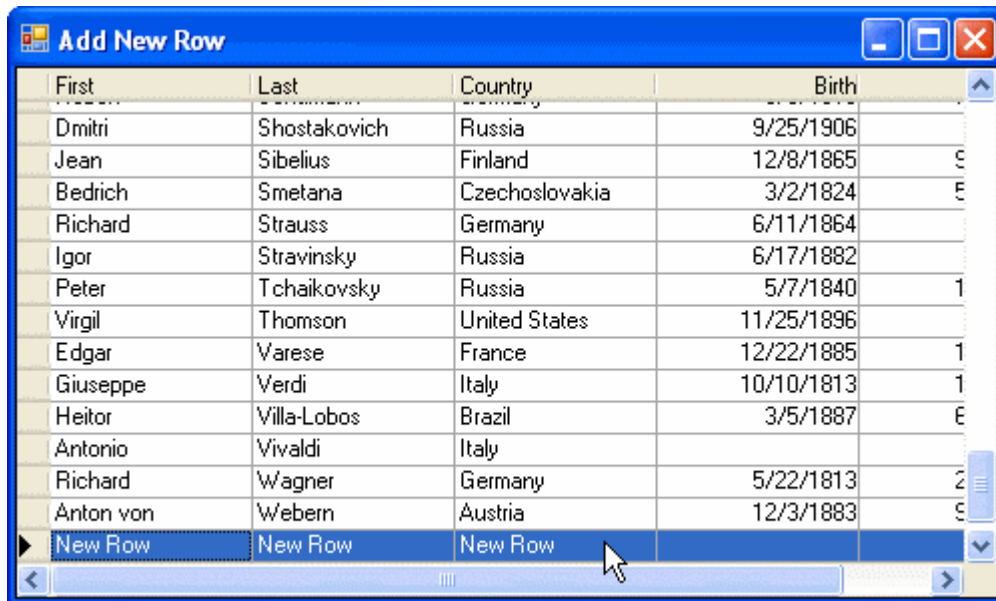 Add New Row
First Last Country Birth
Dmitri Shostakovich Russia 9/25/1906
Jean Sibelius Finland 12/8/1865
Bedrich Smetana Czechoslovakia 3/2/1824
Richard Strauss Germany 6/11/1864
Igor Stravinsky Russia 6/17/1882
Peter Tchaikovsky Russia 5/7/1840 1
Virgil Thomson United States 11/25/1896
Edgar Varese France 12/22/1885 1
Giuseppe Verdi Italy 10/10/1813 1
Heitor Villa-Lobos Brazil 3/5/1887
Antonio Vivaldi Italy
Richard Wagner Germany 5/22/1813 2
Anton von Webern Austria 12/3/1883
New Row New Row New Row